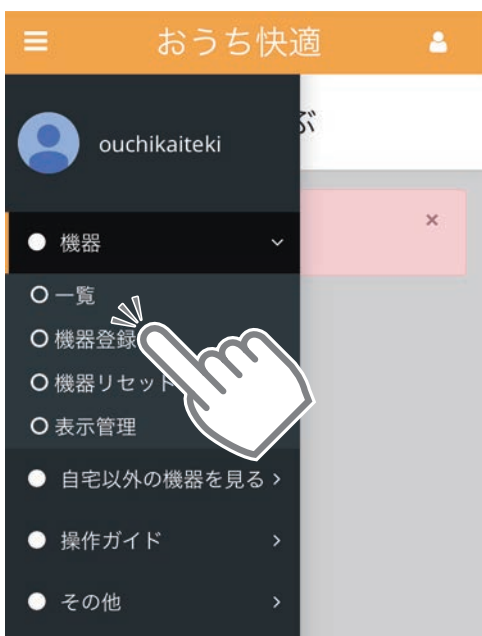 おうち快適
ぶ
ouchikaiteki
機器
一覧
機器登録
機器リセット
表示管理
自宅以外の機器を見る
操作ガイド
その他